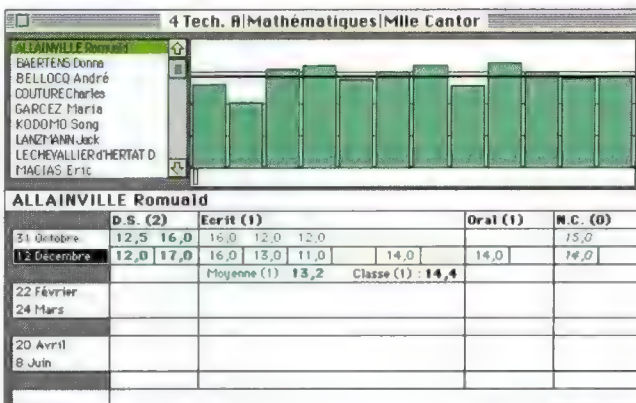 4 Tech. A|Mathématiques|Mlle Cantor
ALLAINVILLE Romuald
BAERTENS Donna
BELLOCQ André
COUTURE Charles
GARCEZ Maria
KODOMO Song
LANZMANN Jack
LECHEVALLIER d'HERTAT D
MACIAS Eric
ALLAINVILLE Romuald
D.S. (2) Ecrit (1) Oral (1) N.C. (0)
31 Octobre 12,5 16,0 16,0 12,0 12,0 15,0
12 Décembre 12,0 17,0 16,0 13,0 11,0 14,0 14,0 14,0
Moyenne (1) 13,2 Classe (1) : 14,4
22 Février
24 Mars
20 Avril
8 Juin